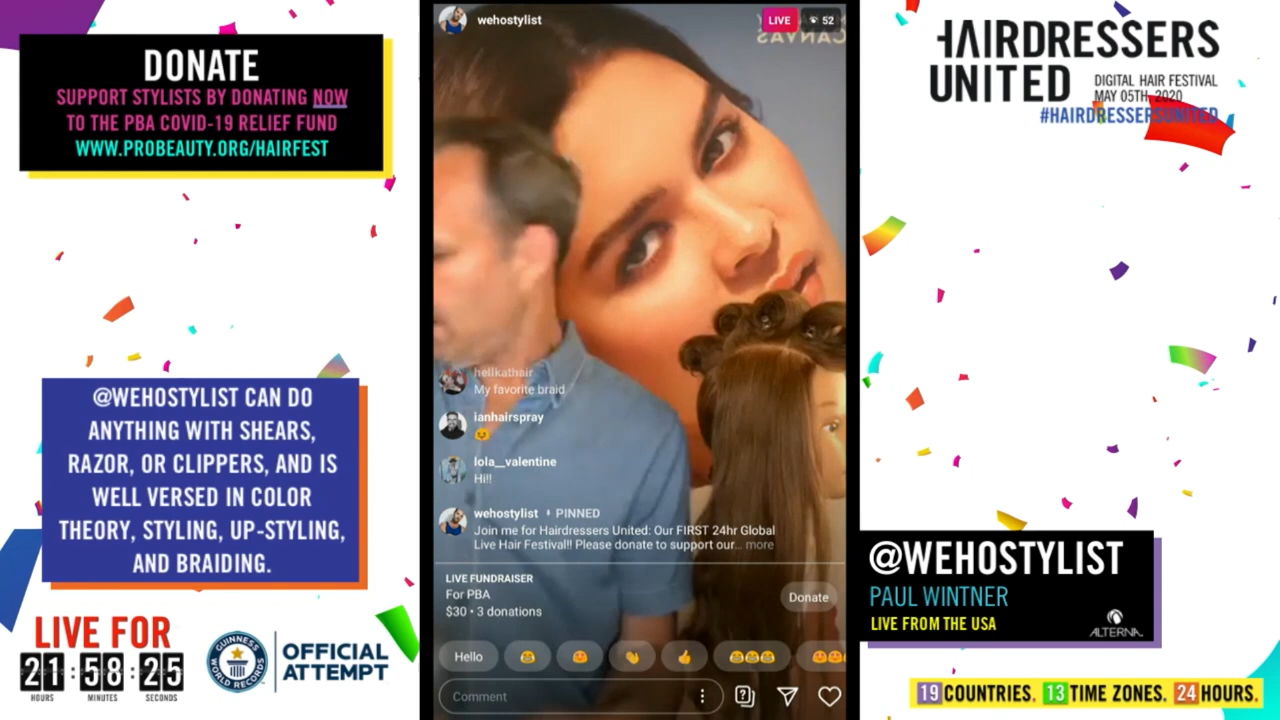 DONATE
SUPPORT STYLISTS BY DONATING NOW
TO THE PBA COVID-19 RELIEF FUND
WWW.PROBEAUTY.ORG/HAIRFEST
@WEHOSTYLIST CAN DO
ANYTHING WITH SHEARS,
RAZOR, OR CLIPPERS, AND IS
WELL VERSED IN COLOR
THEORY, STYLING, UP-STYLING,
AND BRAIDING.
LIVE FOR
21:58:25
HOURS MINUTES SECONDS
GUINNESS
WORLD RECORDS
OFFICIAL
ATTEMPT
wehostylist
LIVE 52
CANVAS
hellkathair
My favorite braid
ianhairspray
lola__valentine
Hi!!
wehostylist PINNED
Join me for Hairdressers United: Our FIRST 24hr Global
Live Hair Festival!! Please donate to support our... more
LIVE FUNDRAISER
For PBA
$30 • 3 donations
Donate
Hello
Comment
HAIRDRESSERS
UNITED
DIGITAL HAIR FESTIVAL
MAY 05TH, 2020
#HAIRDRESSERSUNITED
@WEHOSTYLIST
PAUL WINTNER
LIVE FROM THE USA
ALTERNA
19 COUNTRIES. 13 TIME ZONES. 24 HOURS.